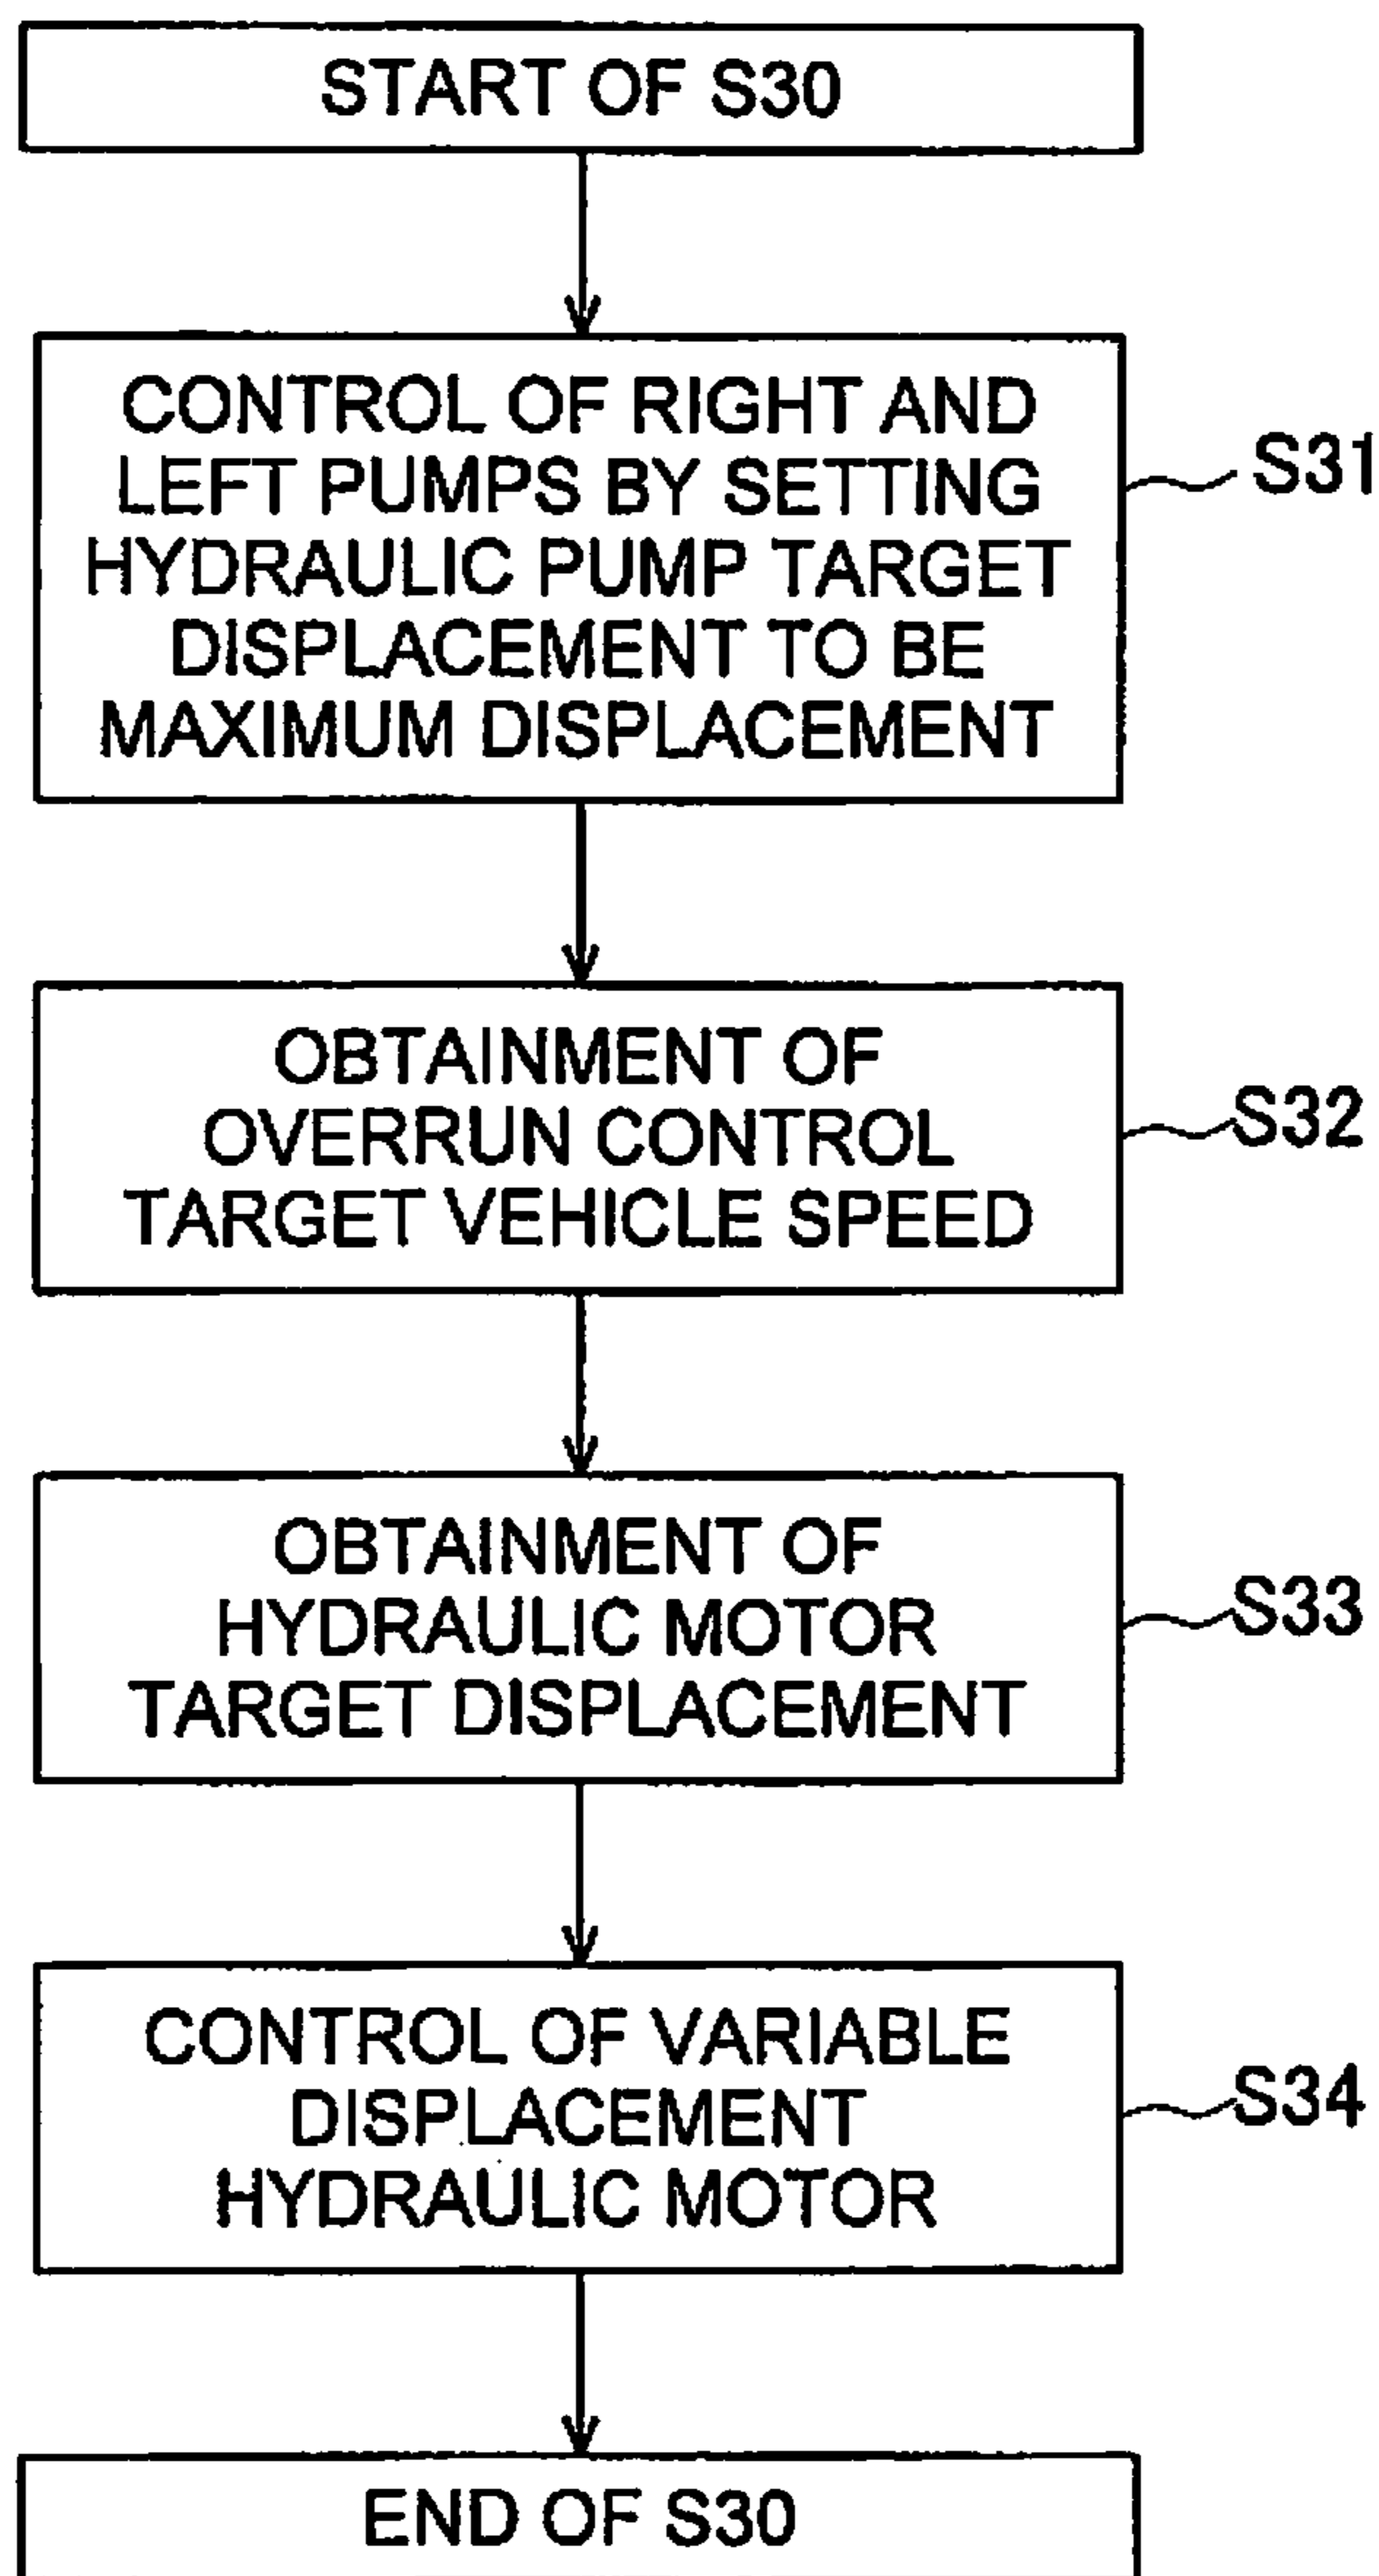 START OF S30
CONTROL OF RIGHT AND
LEFT PUMPS BY SETTING
HYDRAULIC PUMP TARGET
DISPLACEMENT TO BE
MAXIMUM DISPLACEMENT
S31
OBTAINMENT OF
OVERRUN CONTROL
TARGET VEHICLE SPEED
S32
OBTAINMENT OF
HYDRAULIC MOTOR
TARGET DISPLACEMENT
S33
CONTROL OF VARIABLE
DISPLACEMENT
HYDRAULIC MOTOR
S34
END OF S30